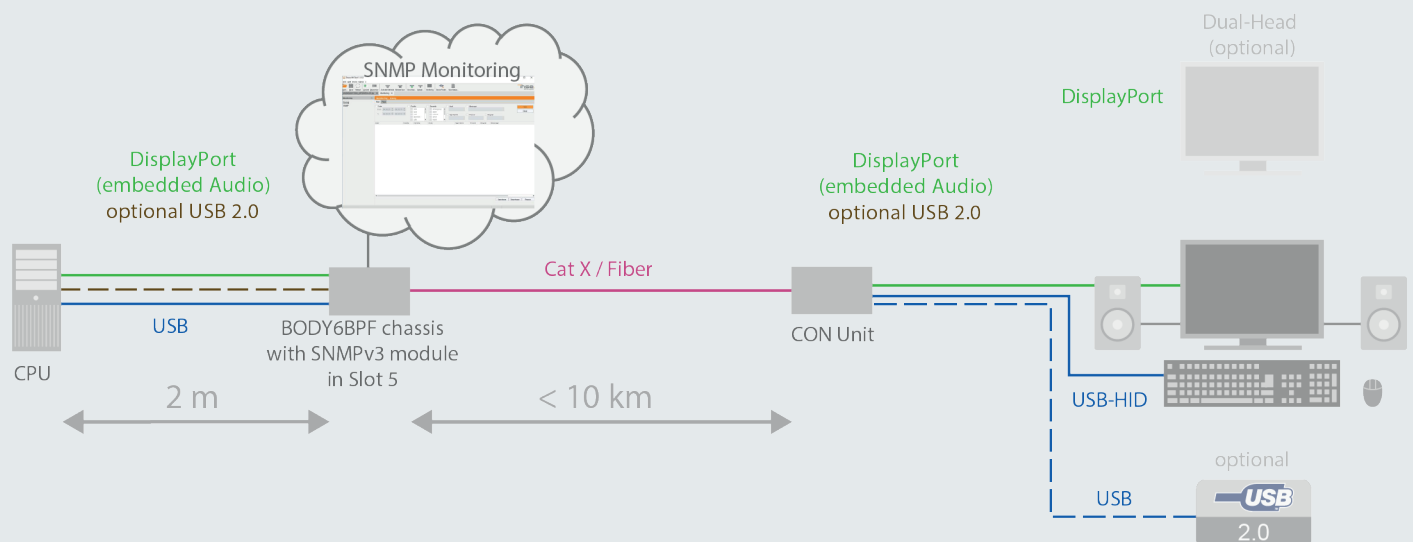 Dual-Head
(optional)
SNMP Monitoring
DisplayPort
DisplayPort
(embedded Audio)
optional USB 2.0
DisplayPort
(embedded Audio)
optional USB 2.0
Cat X / Fiber
USB
BODY6BPF chassis
with SNMPv3 module
in Slot 5
CON Unit
CPU
2 m
< 10 km
USB-HID
optional
USB
USB
2.0